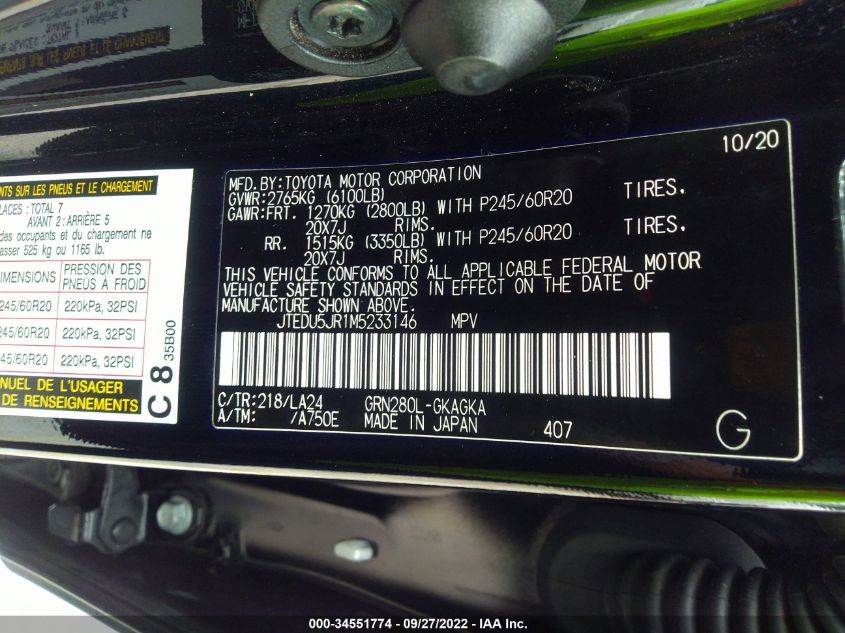 10/20
MFD.BY:TOYOTA MOTOR CORPORATION
GVWR:2765KG (6100LB)
GAWR:FRT. 1270KG (2800LB) WITH P245/60R20 TIRES.
20X7J RIMS.
RR. 1515KG (3350LB) WITH P245/60R20 TIRES.
20X7J RIMS.
THIS VEHICLE CONFORMS TO ALL APPLICABLE FEDERAL MOTOR
VEHICLE SAFETY STANDARDS IN EFFECT ON THE DATE OF
MANUFACTURE SHOWN ABOVE.
JTEDU5JR1M5233146 MPV
C/TR:218/LA24 GRN280L-GKAGKA
A/TM: /A750E MADE IN JAPAN 407
G
SUR LES PNEUS ET LE CHARGEMENT
TOTAL 7
AVANT 2 : ARRIÈRE 5
des occupants et du chargement ne
525 kg ou 1165 lb.
PRESSION DES
PNEUS À FROID
245/60R20 220kPa, 32PSI
245/60R20 220kPa, 32PSI
45/60R20 220kPa, 32PSI
DE L'USAGER
DE RENSEIGNEMENTS
C 8 35B00
000-34551774 - 09/27/2022 - IAA Inc.